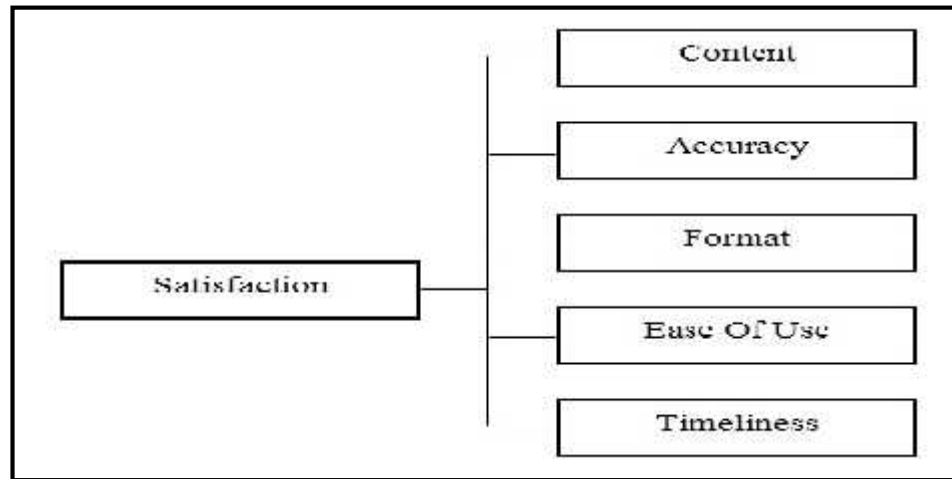 Content
Accuracy
Format
Satisfaction
Ease Of Use
Timeliness